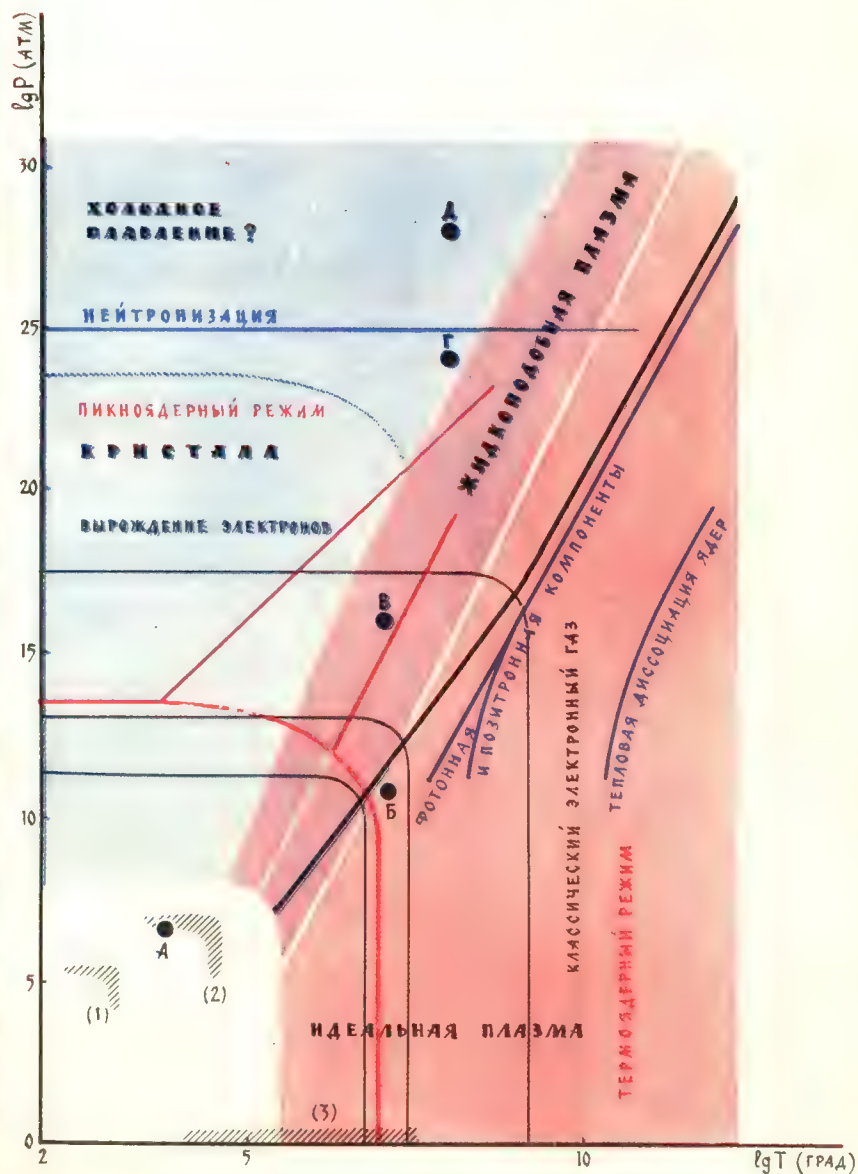 lgP (АТМ)
30
ХОЛОДНОЕ
ПЛАВЛЕНИЕ?
Д
ЖИДКОПОДОБНАЯ ПЛАЗМА
НЕЙТРОНИЗАЦИЯ
25
Г
ПИКНОЯДЕРНЫЙ РЕЖИМ
КРИСТАЛЛ
20
ВЫРОЖДЕНИЕ ЭЛЕКТРОНОВ
В
15
ФОТОННАЯ
И ПОЗИТРОННАЯ КОМПОНЕНТЫ
ТЕПЛОВАЯ ДИССОЦИАЦИЯ ЯДЕР
КЛАССИЧЕСКИЙ ЭЛЕКТРОННЫЙ ГАЗ
ТЕРМОЯДЕРНЫЙ РЕЖИМ
10
Б
А
5
(1)
(2)
ИДЕАЛЬНАЯ ПЛАЗМА
(3)
0
2
5
10
lgT (ГРАД)